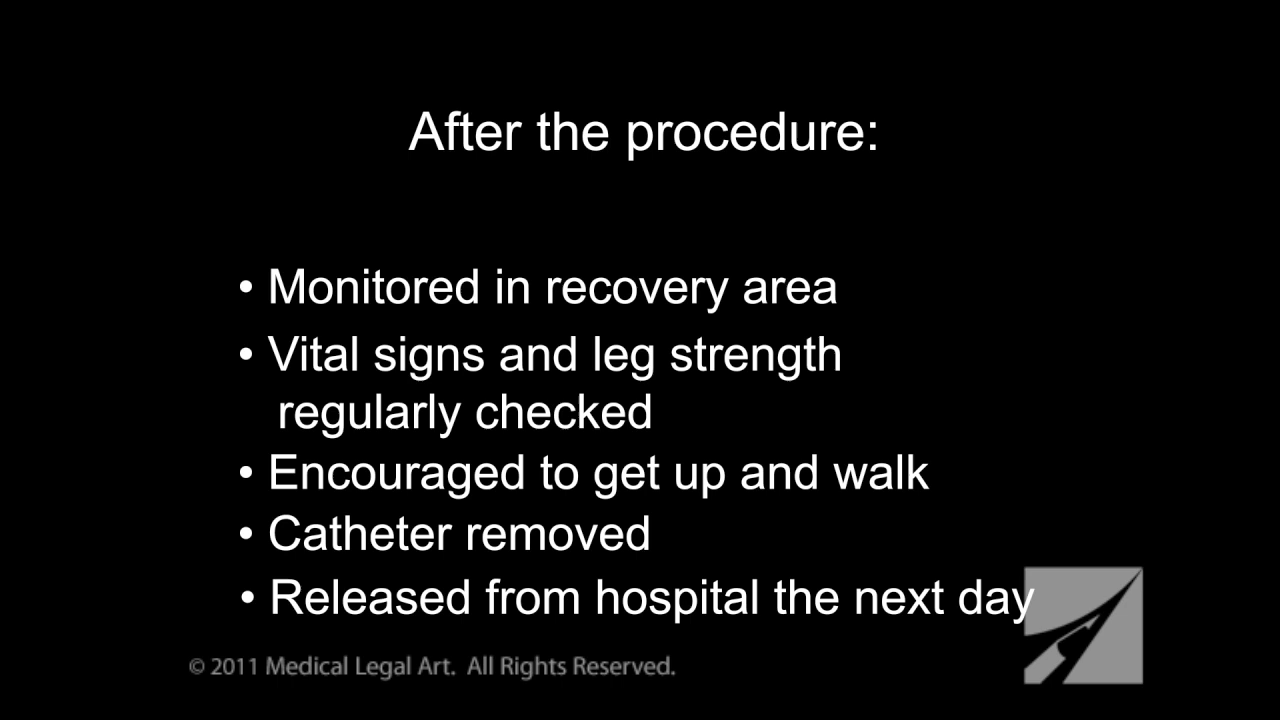 After the procedure:
• Monitored in recovery area
• Vital signs and leg strength
regularly checked
• Encouraged to get up and walk
• Catheter removed
• Released from hospital the next day
© 2011 Medical Legal Art. All Rights Reserved.